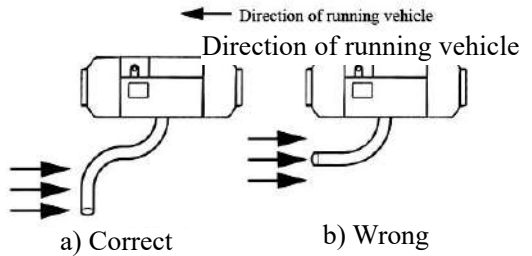 Direction of running vehicle
Direction of running vehicle
a) Correct
b) Wrong